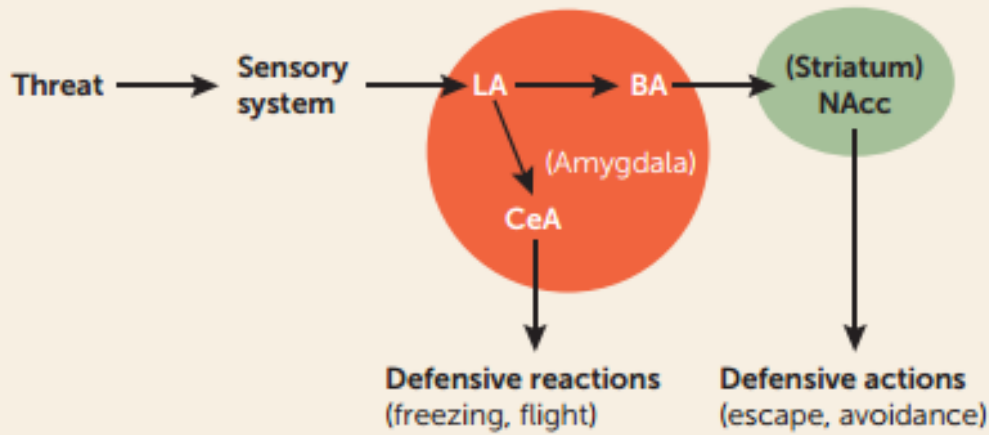 Threat
Sensory
system
LA
BA
(Striatum)
NAcc
(Amygdala)
CeA
Defensive reactions
(freezing, flight)
Defensive actions
(escape, avoidance)